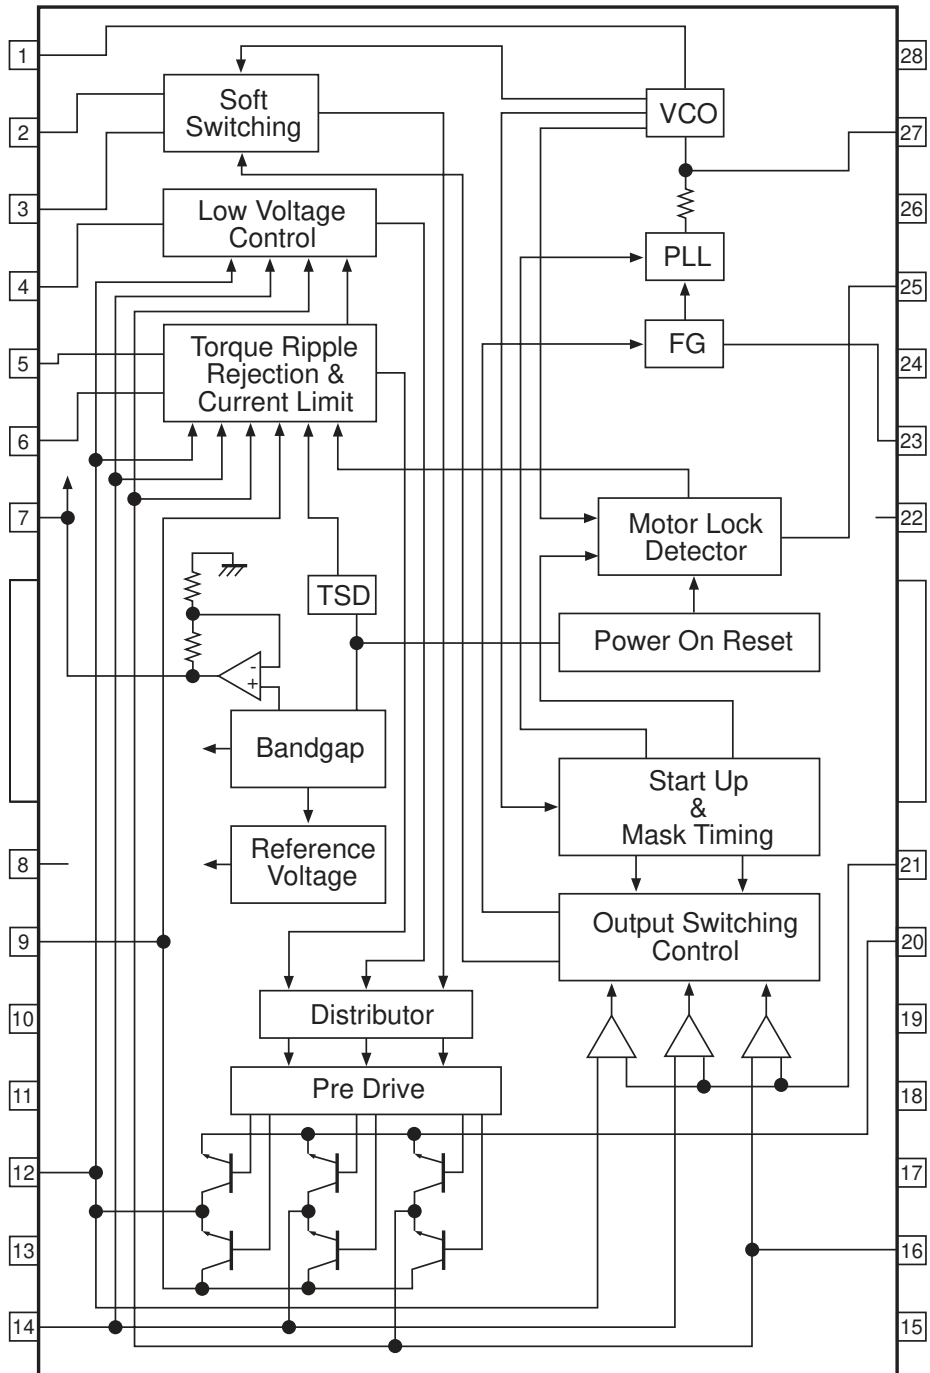 1
28
Soft
Switching
VCO
2
27
3
26
Low Voltage
Control
PLL
4
25
5
Torque Ripple
Rejection &
Current Limit
FG
24
6
23
7
Motor Lock
Detector
22
TSD
Power On Reset
-
+
Bandgap
Start Up
&
Mask Timing
Reference
Voltage
8
21
9
Output Switching
Control
20
10
Distributor
19
11
Pre Drive
18
12
17
13
16
14
15